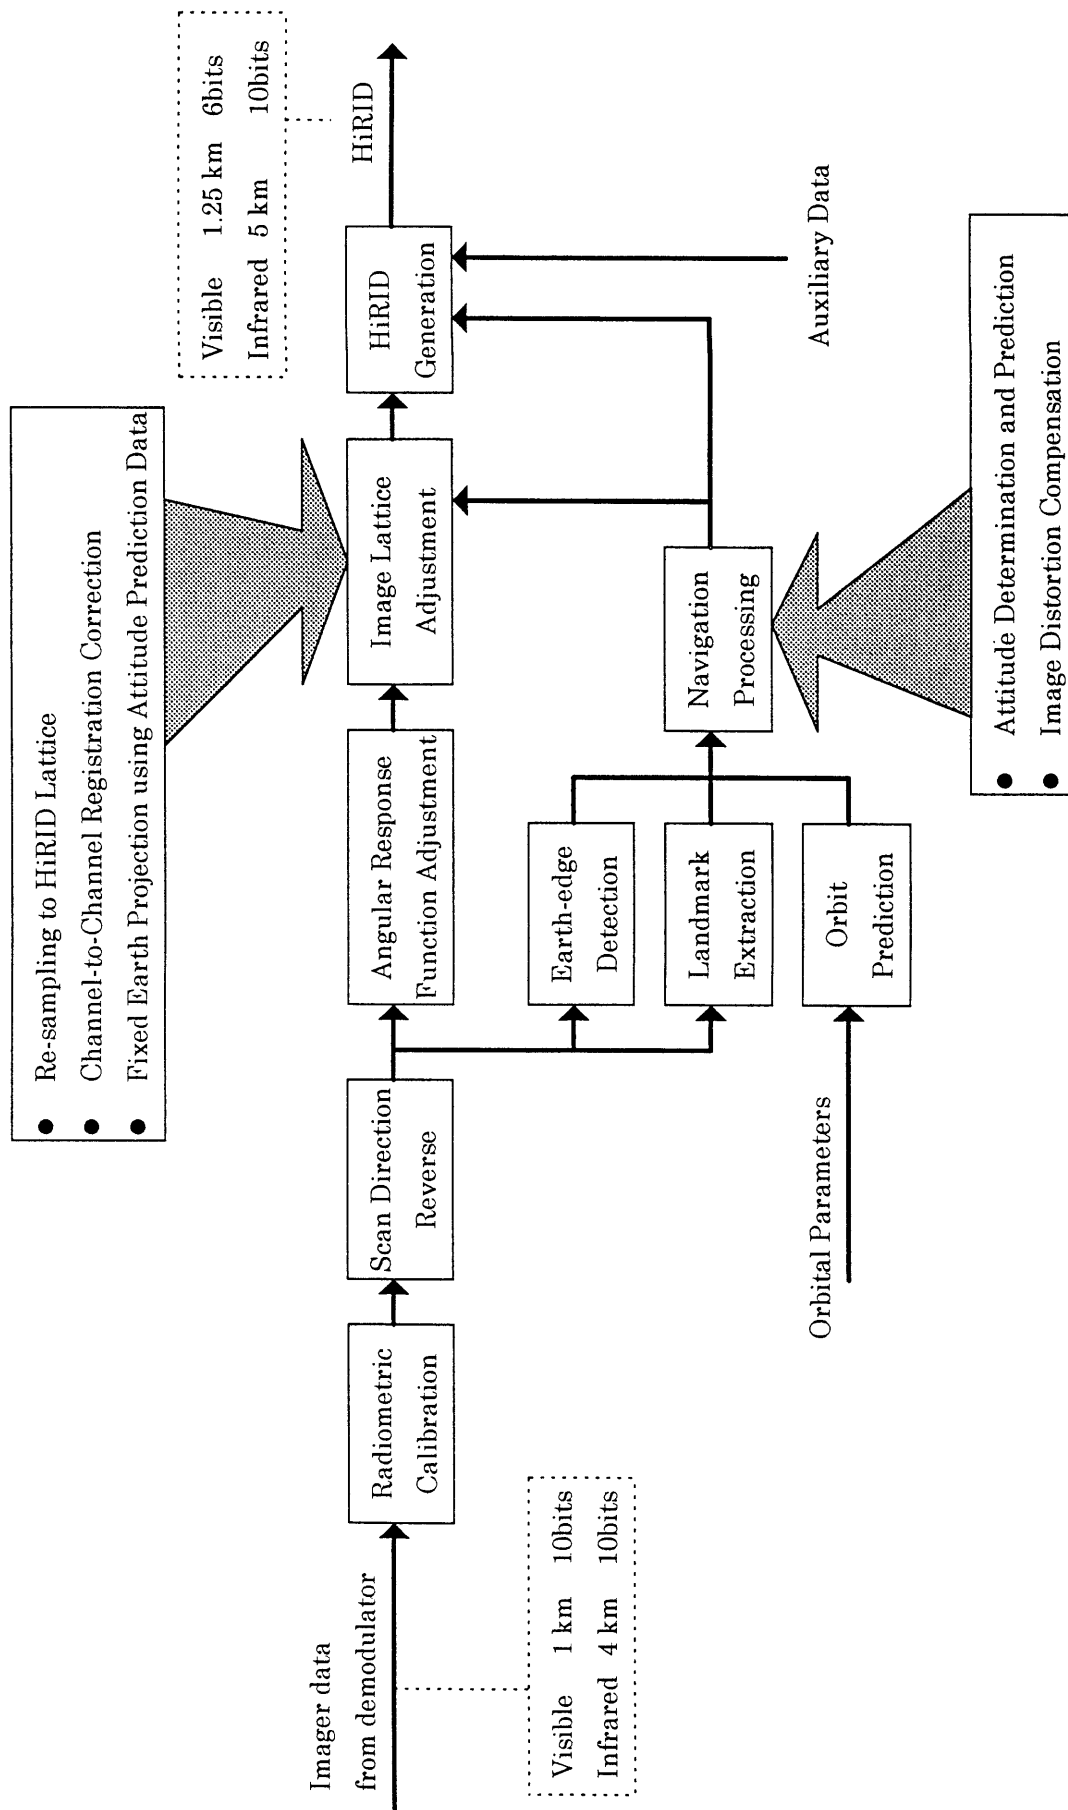 ● Re-sampling to HiRID Lattice
● Channel-to-Channel Registration Correction
● Fixed Earth Projection using Attitude Prediction Data
Visible 1.25 km 6bits
Infrared 5 km 10bits
Imager data
from demodulator
Radiometric
Calibration
Scan Direction
Reverse
Angular Response
Function Adjustment
Image Lattice
Adjustment
HiRID
Generation
HiRID
Visible 1 km 10bits
Infrared 4 km 10bits
Earth-edge
Detection
Landmark
Extraction
Navigation
Processing
Orbital Parameters
Orbit
Prediction
Auxiliary Data
● Attitude Determination and Prediction
● Image Distortion Compensation